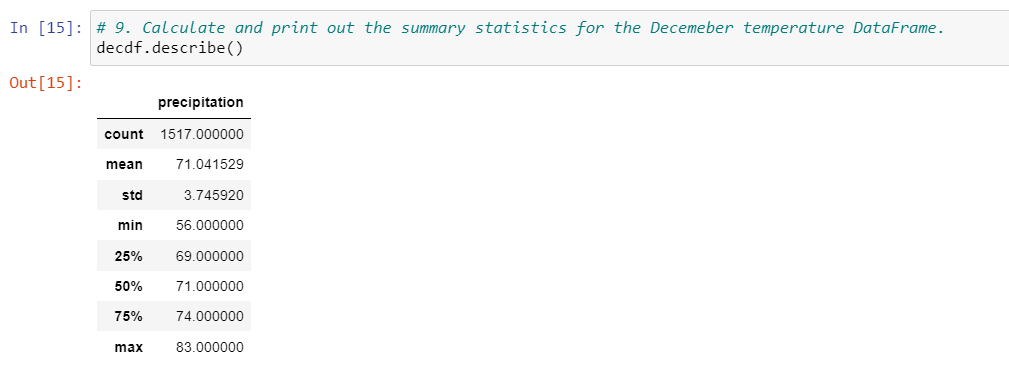 In [15]: # 9. Calculate and print out the summary statistics for the Decemeber temperature DataFrame.
decdf.describe()
Out[15]:
precipitation
count 1517.000000
mean 71.041529
std 3.745920
min 56.000000
25% 69.000000
50% 71.000000
75% 74.000000
max 83.000000